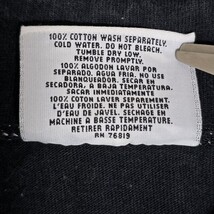 100% COTTON WASH SEPARATELY.
COLD WATER. DO NOT BLEACH.
TUMBLE DRY LOW.
REMOVE PROMPTLY.
100% ALGODON LAVAR POR
SEPARADO. AGUA FRIA, NO USE
BLANQUEADOR. SECAR EN
SECADORA, A BAJA TEMPERATURA.
SACAR IMMEDIATAMENTE.
100% COTON LAVER SEPAREMENT.
L'EAU FROIDE. NE PAS UTILISER
D'EAU DE JAVEL. SECHAGE EN
MACHINE A BASSE TEMPERATURE
RETIRER RAPIDAMENT
RN 76819